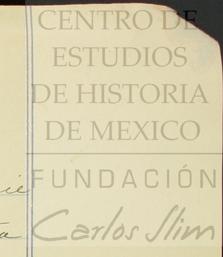 CENTRO DE
ESTUDIOS
DE HISTORIA
DE MEXICO
FUNDACIÓN
Carlos Slim